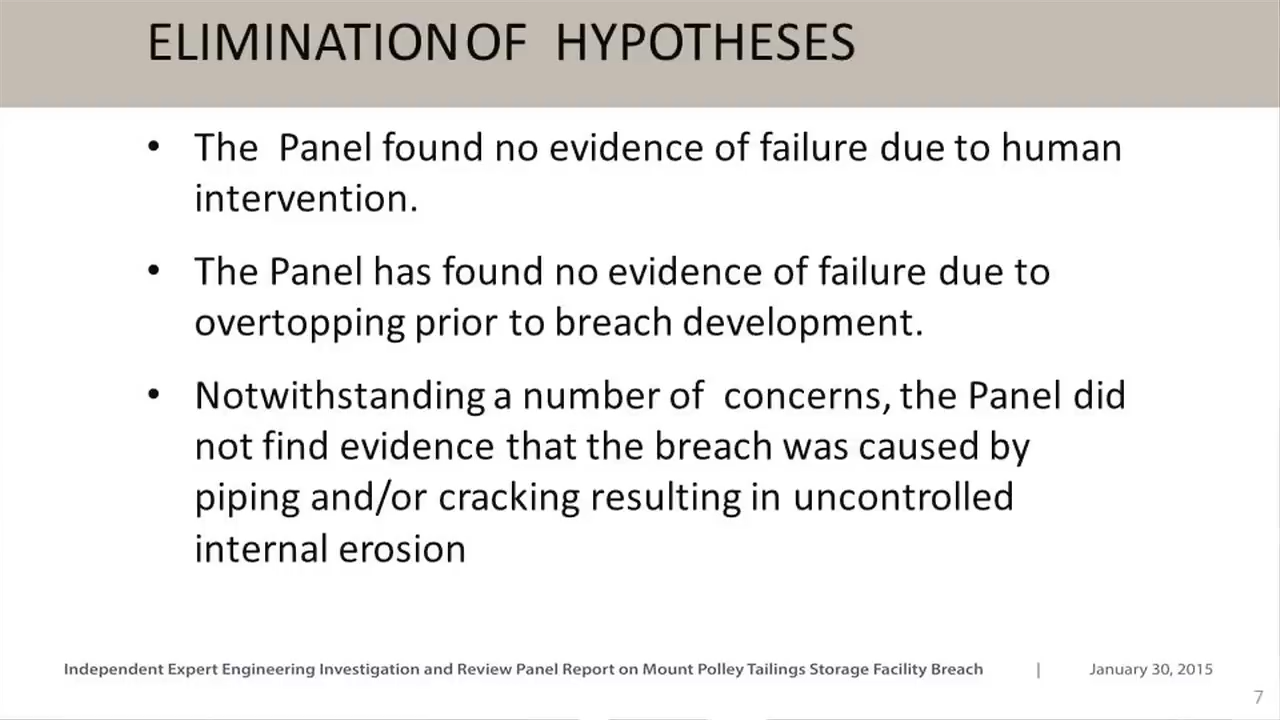 ELIMINATION OF HYPOTHESES
• The Panel found no evidence of failure due to human
intervention.
• The Panel has found no evidence of failure due to
overtopping prior to breach development.
• Notwithstanding a number of concerns, the Panel did
not find evidence that the breach was caused by
piping and/or cracking resulting in uncontrolled
internal erosion
Independent Expert Engineering Investigation and Review Panel Report on Mount Polley Tailings Storage Facility Breach | January 30, 2015
7